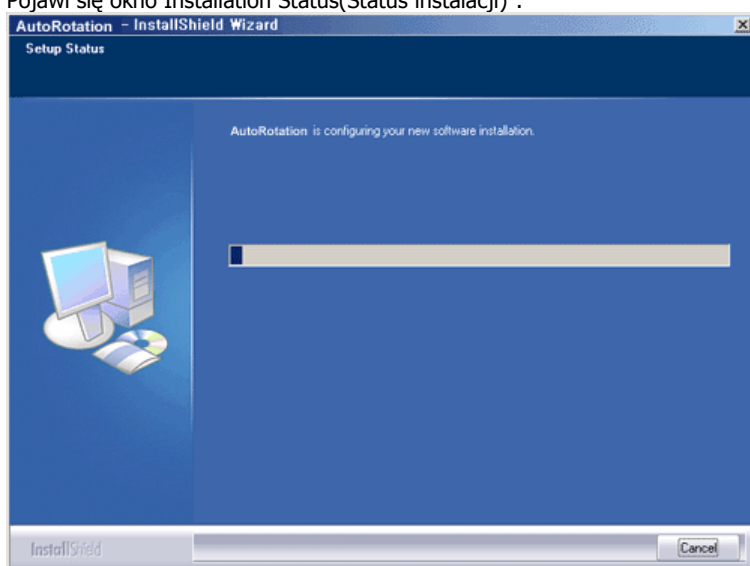 Pojawi się okno Installation Status(Status instalacji) .
AutoRotation - InstallShield Wizard
Setup Status
AutoRotation is configuring your new software installation.
InstallShield
Cancel